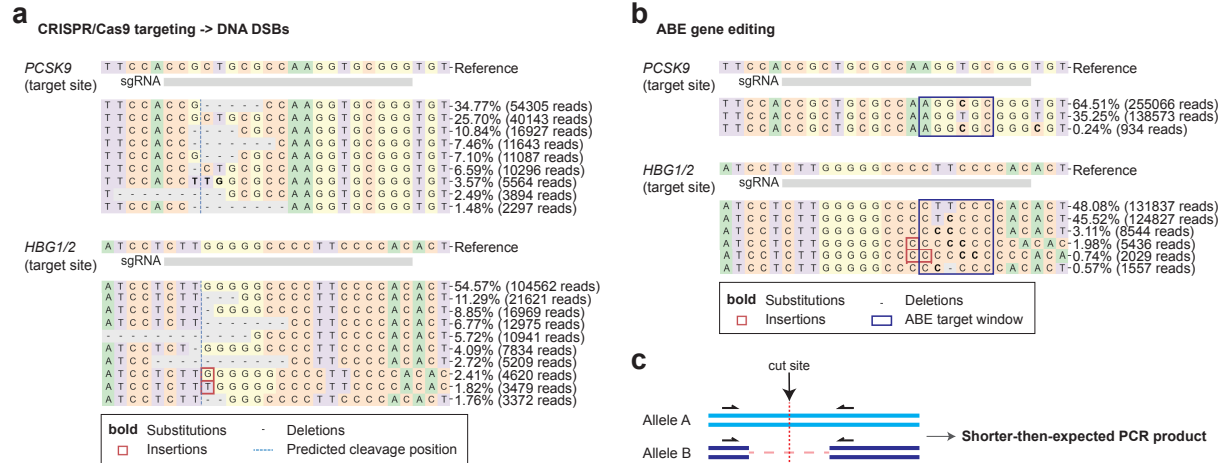 a
CRISPR/Cas9 targeting -> DNA DSBs
PCSK9
(target site)
T T C C A C C G C T G C G C C A A G G T G C G G G T G T Reference
sgRNA
T T C C A C C G - - - - - C C A A G G T G C G G G T G T 34.77% (54305 reads)
T T C C A C C G C T G C G C C A A G G T G C G G G T G T 25.70% (40143 reads)
T T C C A C C - - - - C G C C A A G G T G C G G G T G T 10.84% (16927 reads)
T T C C A C C - - - - - - - C A A G G T G C G G G T G T 7.46% (11643 reads)
T T C C A C C G - - - C G C C A A G G T G C G G G T G T 7.10% (11087 reads)
T T C C A C C - C T G C G C C A A G G T G C G G G T G T 6.59% (10296 reads)
T T C C A C C T T G G C G C C A A G G T G C G G G T G T 3.57% (5564 reads)
T - - - - - - - - - G C G C C A A G G T G C G G G T G T 2.49% (3894 reads)
T T C C A C C - - - - - - - - A A G G T G C G G G T G T 1.48% (2297 reads)
HBG1/2
(target site)
A T C C T C T T G G G G G C C C C T T C C C C A C A C T Reference
sgRNA
A T C C T C T T G G G G G C C C C T T C C C C A C A C T 54.57% (104562 reads)
A T C C T C T T - - - G G C C C C T T C C C C A C A C T 11.29% (21621 reads)
A T C C T C T T - G G G G C C C C T T C C C C A C A C T 8.85% (16969 reads)
A T C C T C T T - - - - - - - C C T T C C C C A C A C T 6.77% (12975 reads)
- - - - - - - - - - - - G C C C C T T C C C C A C A C T 5.72% (10941 reads)
A T C C T C T - G G G G G C C C C T T C C C C A C A C T 4.09% (7834 reads)
A T C C - - - - - - - - - - - C C T T C C C C A C A C T 2.72% (5209 reads)
A T C C T C T T G G G G G G C C C C T T C C C C A C A C 2.41% (4620 reads)
A T C C T C T T T G G G G G C C C C T T C C C C A C A C 1.82% (3479 reads)
A T C C T C T T - - G G G C C C C T T C C C C A C A C T 1.76% (3372 reads)
bold Substitutions - Deletions
Insertions Predicted cleavage position
b
ABE gene editing
PCSK9
(target site)
T T C C A C C G C T G C G C C A A G G T G C G G G T G T Reference
sgRNA
T T C C A C C G C T G C G C C A A G G C G C G G G T G T 64.51% (255066 reads)
T T C C A C C G C T G C G C C A A G G T G C G G G T G T 35.25% (138573 reads)
T T C C A C C G C T G C G C C A A G G C G C G G G C G T 0.24% (934 reads)
HBG1/2
(target site)
A T C C T C T T G G G G G C C C C T T C C C C A C A C T Reference
sgRNA
A T C C T C T T G G G G G C C C C T T C C C C A C A C T 48.08% (131837 reads)
A T C C T C T T G G G G G C C C C T C C C C C A C A C T 45.52% (124827 reads)
A T C C T C T T G G G G G C C C C C C C C C C A C A C T 3.11% (8544 reads)
A T C C T C T T G G G G G C C C C C C C C C C C A C A C 1.98% (5436 reads)
A T C C T C T T G G G G G C C C C C C C C C C C C A C A 0.74% (2029 reads)
A T C C T C T T G G G G G C C C C C - C C C C A C A C T 0.57% (1557 reads)
bold Substitutions - Deletions
Insertions ABE target window
c
cut site
Allele A
Allele B
Shorter-then-expected PCR product